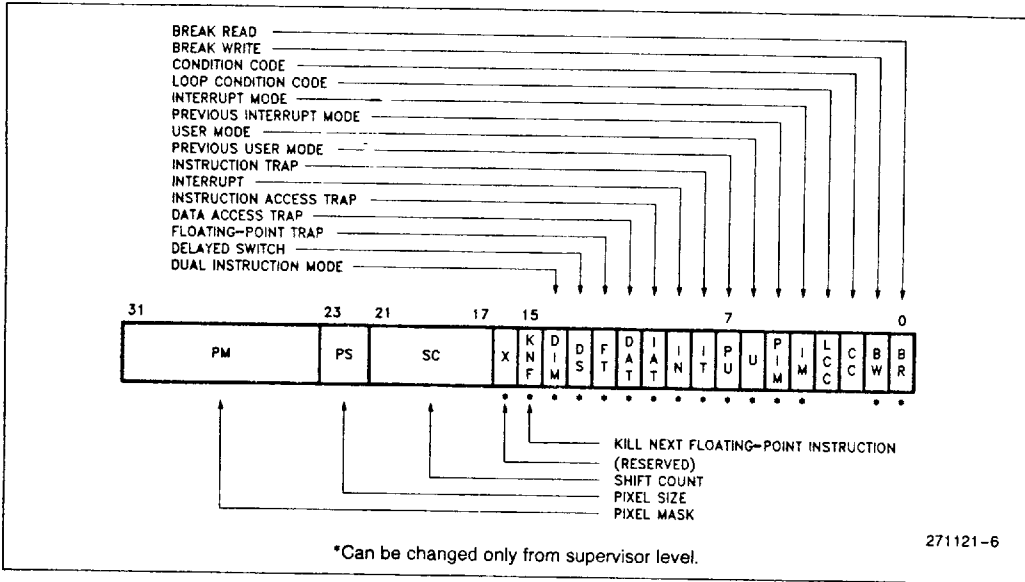 BREAK READ
BREAK WRITE
CONDITION CODE
LOOP CONDITION CODE
INTERRUPT MODE
PREVIOUS INTERRUPT MODE
USER MODE
PREVIOUS USER MODE
INSTRUCTION TRAP
INTERRUPT
INSTRUCTION ACCESS TRAP
DATA ACCESS TRAP
FLOATING-POINT TRAP
DELAYED SWITCH
DUAL INSTRUCTION MODE
31 23 21 17 15 7 0
PM PS SC X KNF DIM DS FT DAT IAT IN IT PU U PIM IM LCC CC BW BR
* * * * * * * * * * * * * * *
KILL NEXT FLOATING-POINT INSTRUCTION
(RESERVED)
SHIFT COUNT
PIXEL SIZE
PIXEL MASK
*Can be changed only from supervisor level.
271121-6